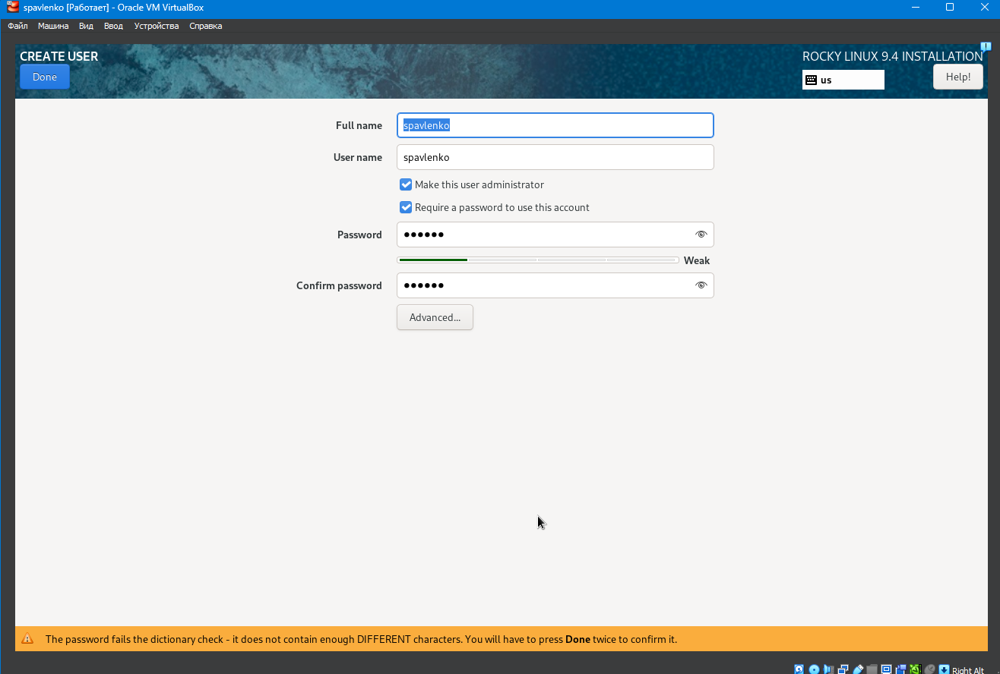 spavlenko [Работает] - Oracle VM VirtualBox
Файл Машина Вид Ввод Устройства Справка
CREATE USER
ROCKY LINUX 9.4 INSTALLATION
Done
us
Help!
Full name
spavlenko
User name
spavlenko
Make this user administrator
Require a password to use this account
Password
●●●●●●
Weak
Confirm password
●●●●●●
Advanced...
The password fails the dictionary check - it does not contain enough DIFFERENT characters. You will have to press Done twice to confirm it.
Right Alt